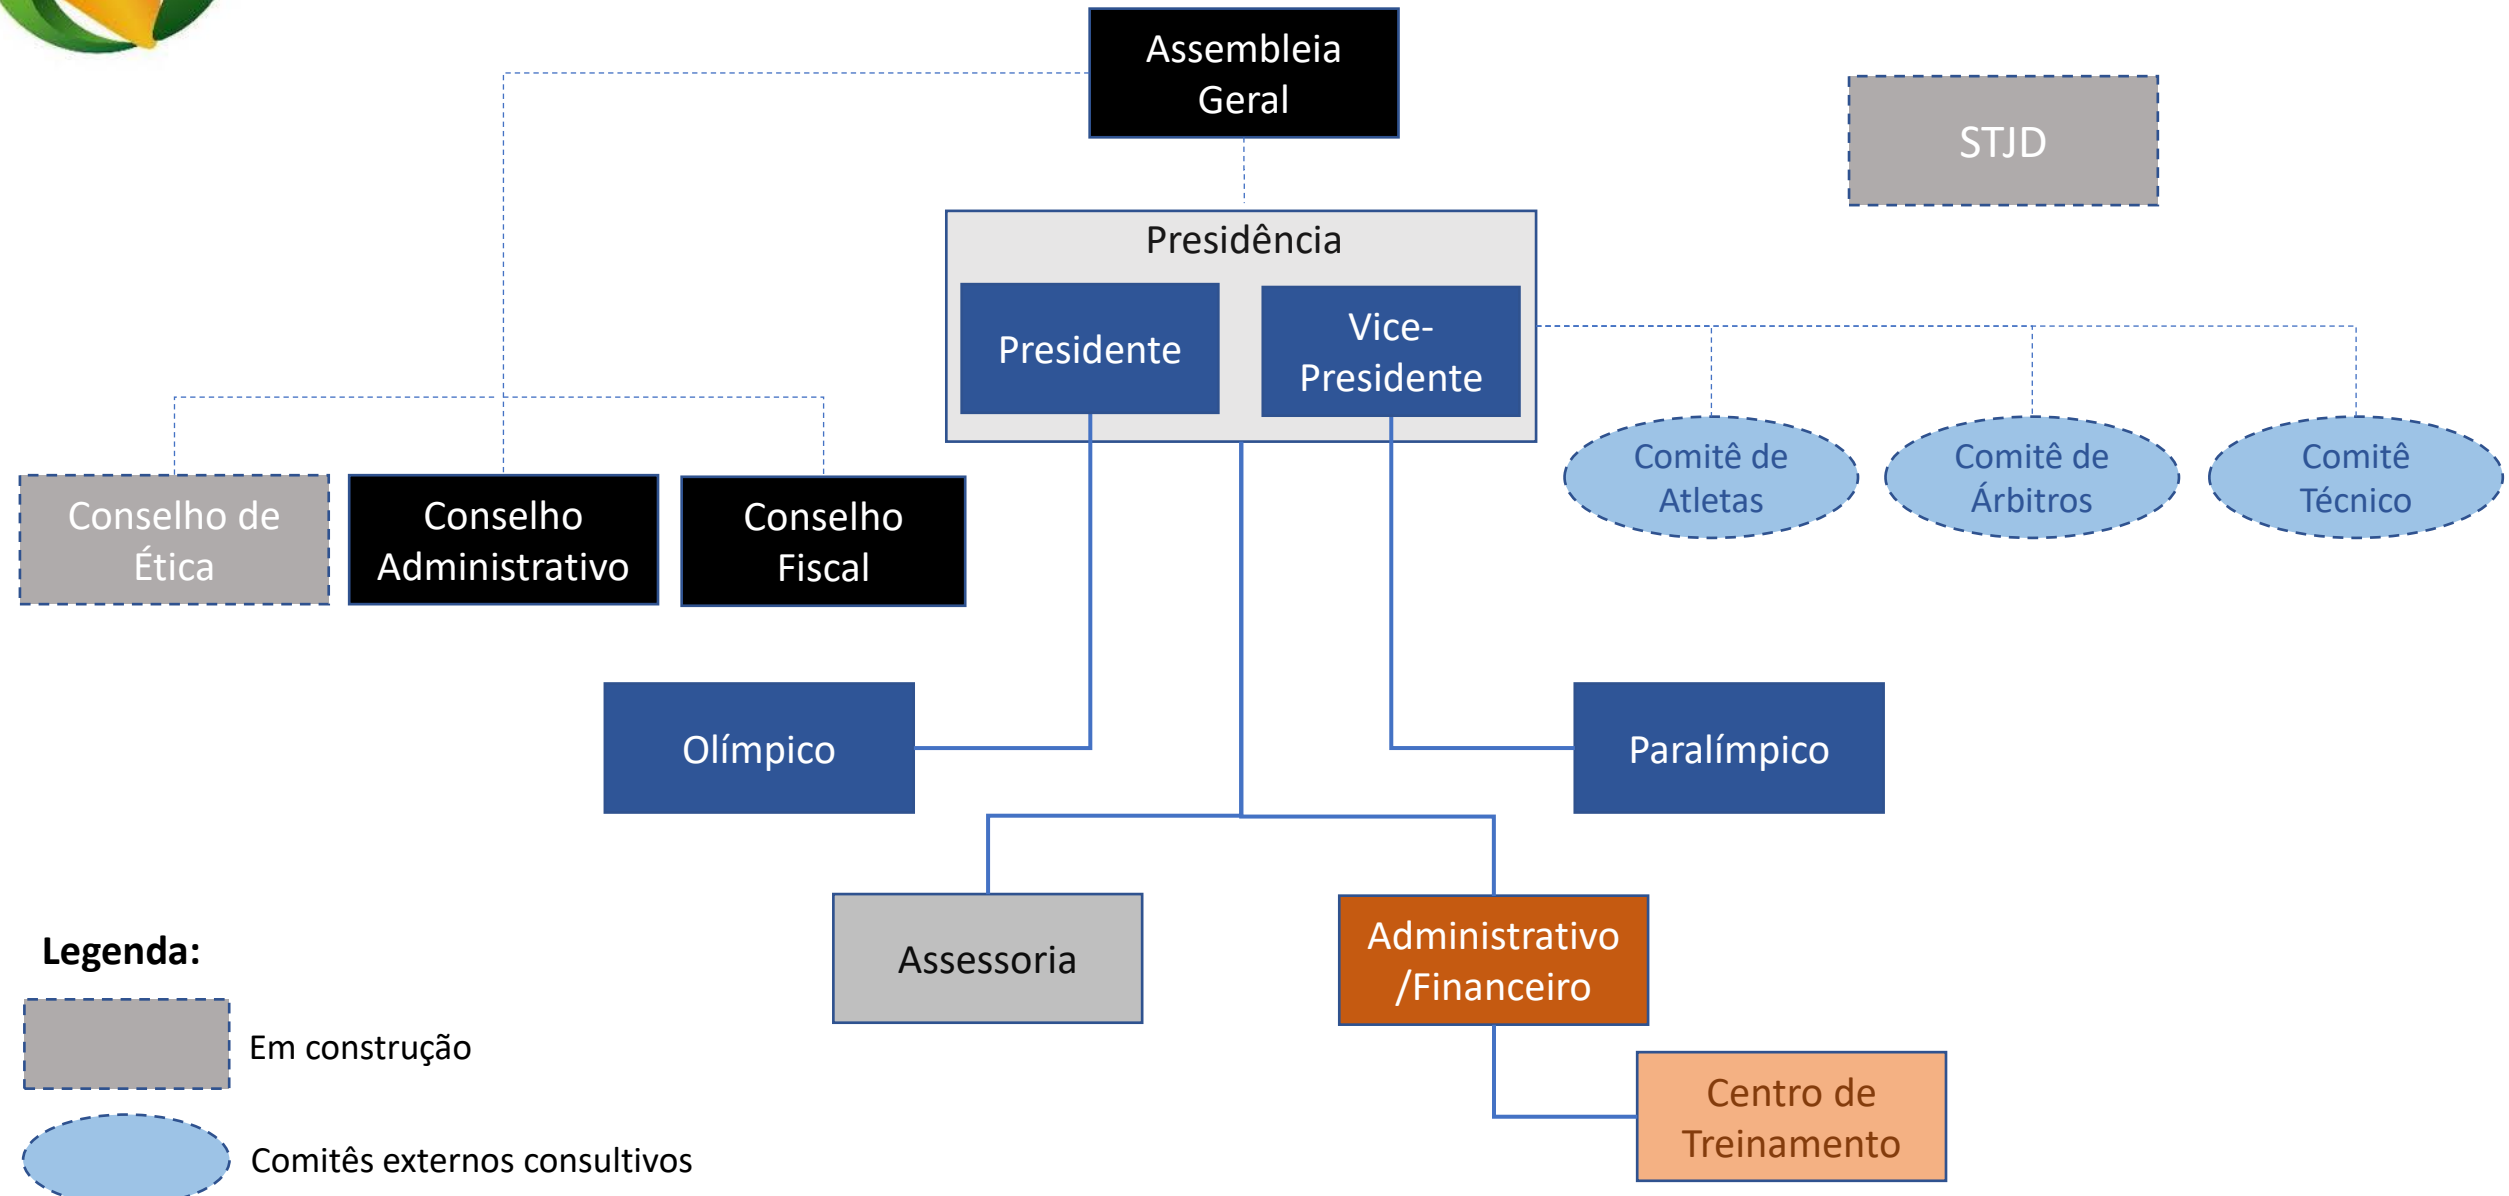 Assembleia
Geral
STJD
Presidência
Presidente
Vice-
Presidente
Comitê de
Atletas
Comitê de
Árbitros
Comitê
Técnico
Conselho de
Ética
Conselho
Administrativo
Conselho
Fiscal
Olímpico
Paralímpico
Assessoria
Administrativo
/Financeiro
Centro de
Treinamento
Legenda:
Em construção
Comitês externos consultivos